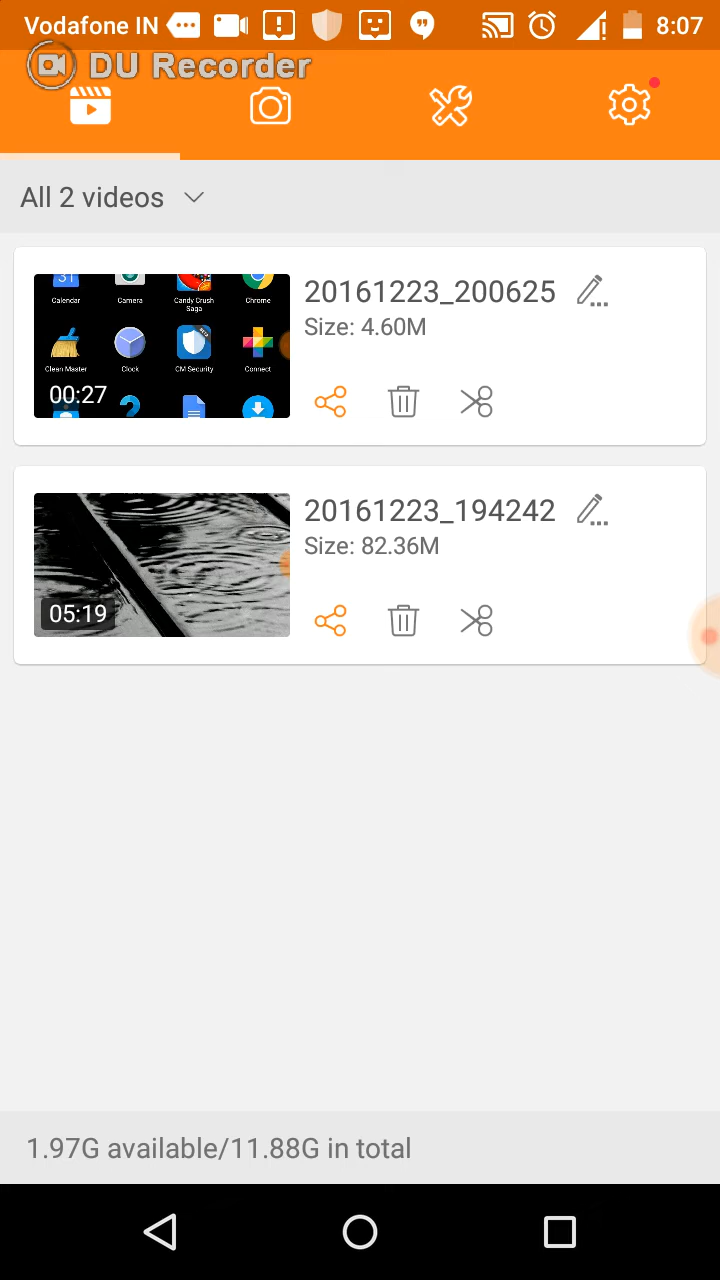 Vodafone IN 8:07
DU Recorder
All 2 videos
31
Calendar Camera Candy Crush Saga Chrome
Clean Master Clock CM Security Connect
00:27
20161223_200625
Size: 4.60M
05:19
20161223_194242
Size: 82.36M
1.97G available/11.88G in total